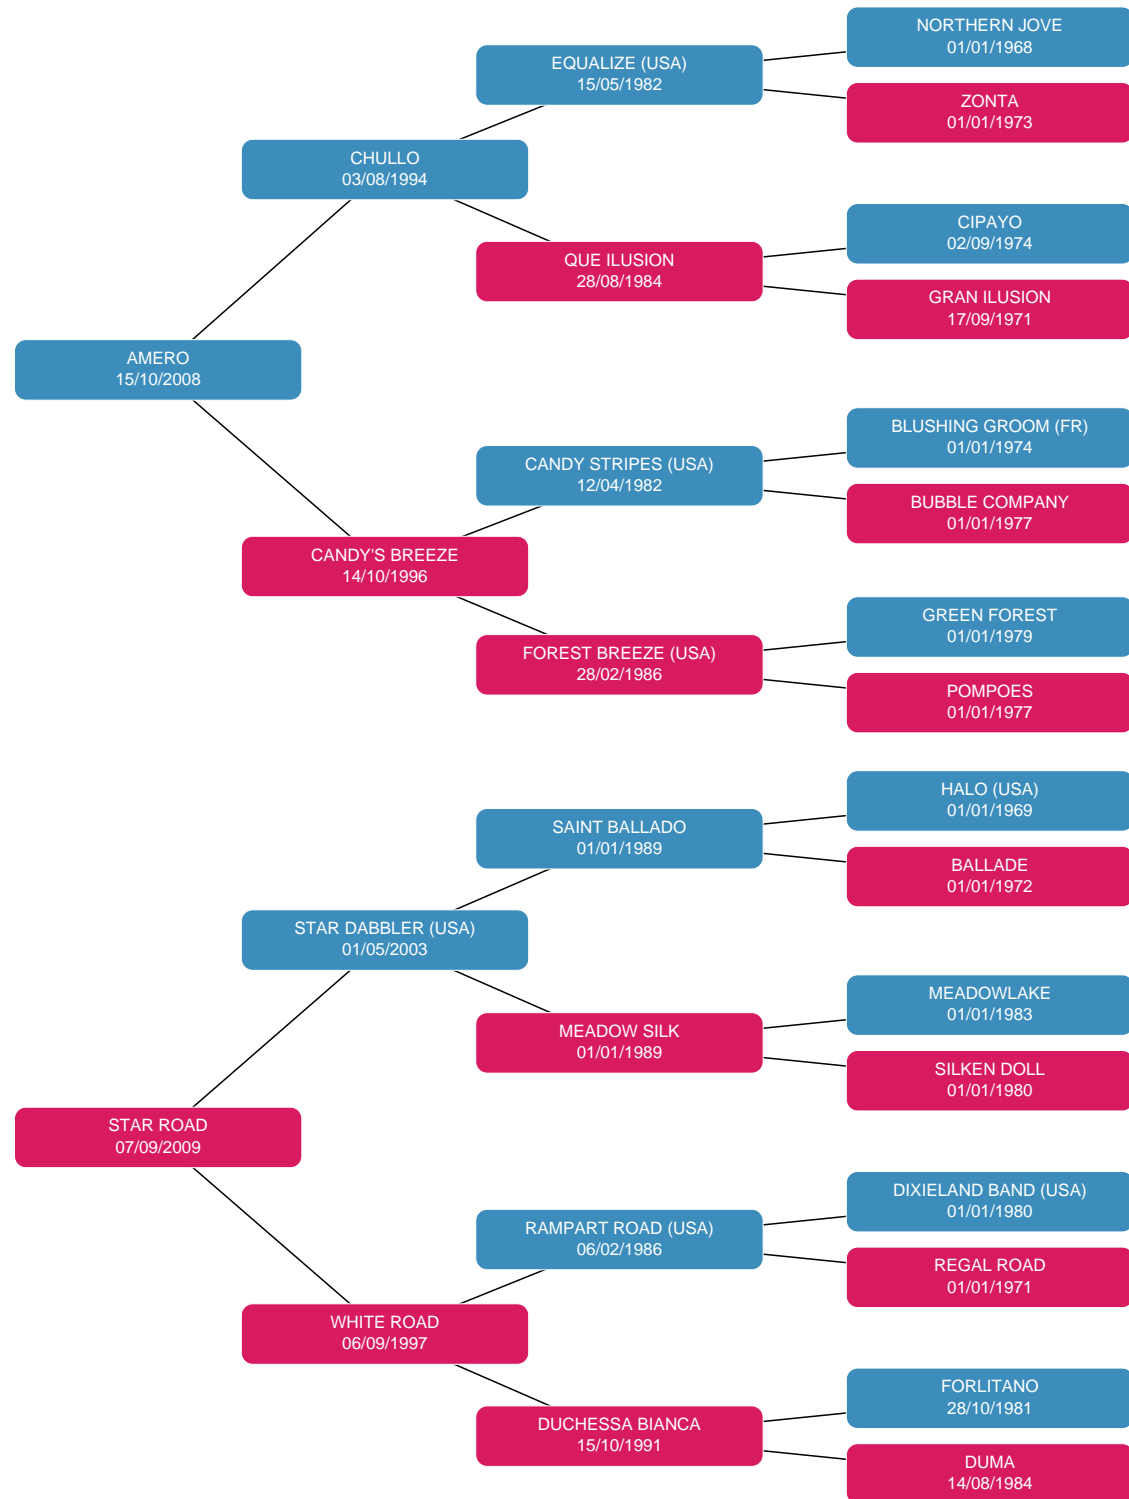 NORTHERN JOVE
01/01/1968
EQUALIZE (USA)
15/05/1982
ZONTA
01/01/1973
CHULLO
03/08/1994
CIPAYO
02/09/1974
QUE ILUSION
28/08/1984
GRAN ILUSION
17/09/1971
AMERO
15/10/2008
BLUSHING GROOM (FR)
01/01/1974
CANDY STRIPES (USA)
12/04/1982
BUBBLE COMPANY
01/01/1977
CANDY'S BREEZE
14/10/1996
GREEN FOREST
01/01/1979
FOREST BREEZE (USA)
28/02/1986
POMPOES
01/01/1977
HALO (USA)
01/01/1969
SAINT BALLADO
01/01/1989
BALLADE
01/01/1972
STAR DABBLER (USA)
01/05/2003
MEADOWLAKE
01/01/1983
MEADOW SILK
01/01/1989
SILKEN DOLL
01/01/1980
STAR ROAD
07/09/2009
DIXIELAND BAND (USA)
01/01/1980
RAMPART ROAD (USA)
06/02/1986
REGAL ROAD
01/01/1971
WHITE ROAD
06/09/1997
FORLITANO
28/10/1981
DUCHESSA BIANCA
15/10/1991
DUMA
14/08/1984